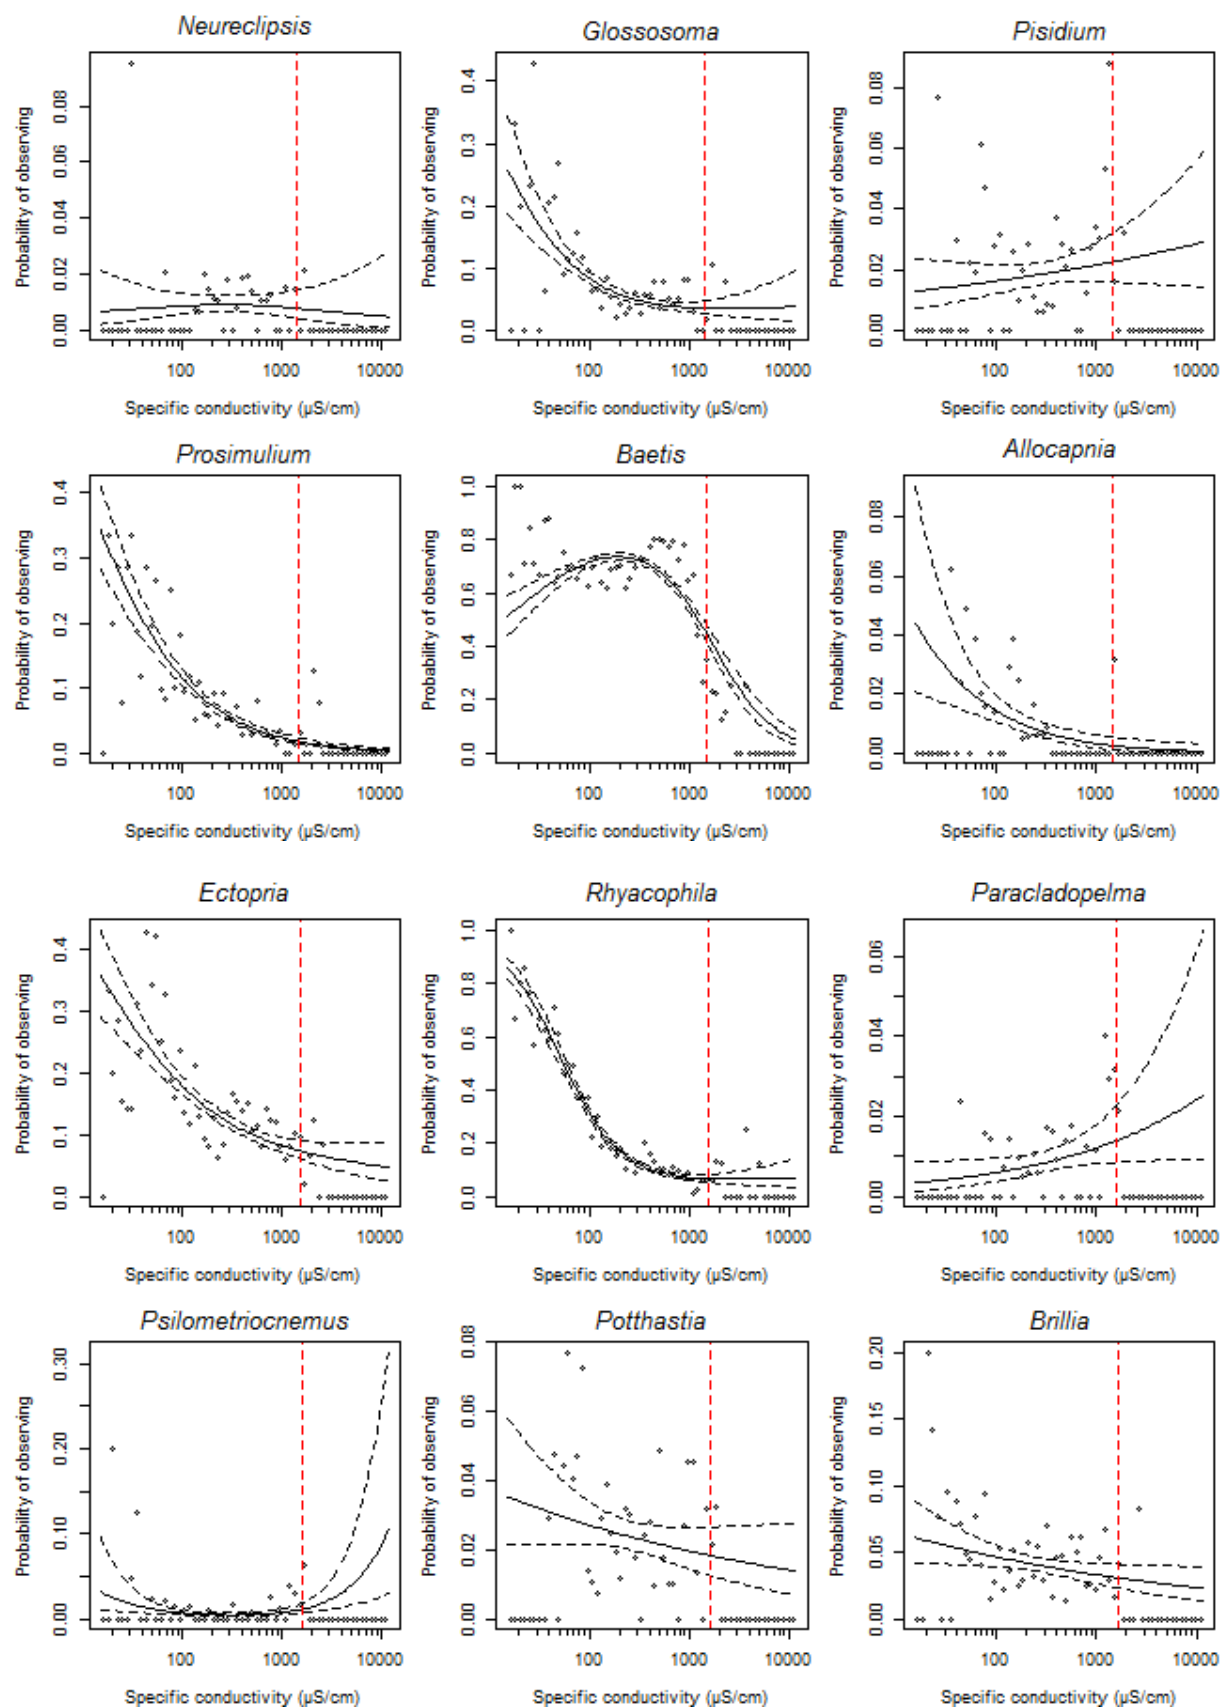 Neureclipsis
Glossosoma
Pisidium
Probability of observing
0.00 0.02 0.04 0.06 0.08
100 1000 10000
Specific conductivity (µS/cm)
Probability of observing
0.0 0.1 0.2 0.3 0.4
100 1000 10000
Specific conductivity (µS/cm)
Probability of observing
0.00 0.02 0.04 0.06 0.08
100 1000 10000
Specific conductivity (µS/cm)
Prosimulium
Baetis
Allocapnia
Probability of observing
0.0 0.1 0.2 0.3 0.4
100 1000 10000
Specific conductivity (µS/cm)
Probability of observing
0.0 0.2 0.4 0.6 0.8 1.0
100 1000 10000
Specific conductivity (µS/cm)
Probability of observing
0.00 0.02 0.04 0.06 0.08
100 1000 10000
Specific conductivity (µS/cm)
Ectopria
Rhyacophila
Paracladopelma
Probability of observing
0.0 0.1 0.2 0.3 0.4
100 1000 10000
Specific conductivity (µS/cm)
Probability of observing
0.0 0.2 0.4 0.6 0.8 1.0
100 1000 10000
Specific conductivity (µS/cm)
Probability of observing
0.00 0.02 0.04 0.06
100 1000 10000
Specific conductivity (µS/cm)
Psilometriocnemus
Potthastia
Brillia
Probability of observing
0.00 0.10 0.20 0.30
100 1000 10000
Specific conductivity (µS/cm)
Probability of observing
0.00 0.02 0.04 0.06 0.08
100 1000 10000
Specific conductivity (µS/cm)
Probability of observing
0.00 0.05 0.10 0.15 0.20
100 1000 10000
Specific conductivity (µS/cm)